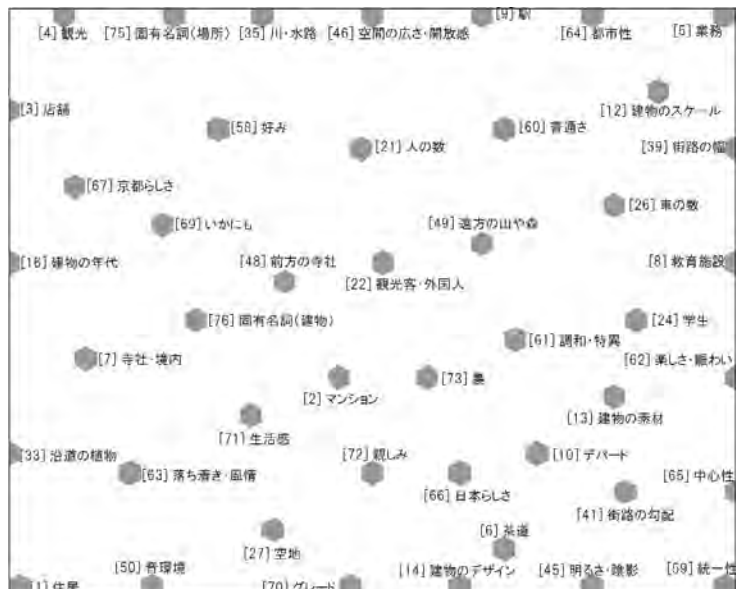 [9] 駅
[4] 観光
[75] 固有名詞(場所)
[35] 川・水路
[46] 空間の広さ・開放感
[64] 都市性
[5] 業務
[3] 店舗
[12] 建物のスケール
[58] 好み
[60] 普通さ
[21] 人の数
[39] 街路の幅
[67] 京都らしさ
[26] 車の数
[69] いかにも
[49] 遠方の山や森
[16] 建物の年代
[48] 前方の寺社
[8] 教育施設
[22] 観光客・外国人
[76] 固有名詞(建物)
[24] 学生
[61] 調和・特異
[7] 寺社・境内
[62] 楽しさ・賑わい
[73] 農
[2] マンション
[13] 建物の素材
[71] 生活感
[33] 沿道の植物
[72] 親しみ
[10] デパート
[63] 落ち着き・風情
[65] 中心性
[66] 日本らしさ
[41] 街路の勾配
[6] 茶道
[27] 空地
[50] 音環境
[14] 建物のデザイン
[45] 明るさ・陰影
[59] 統一性
[1] 住居
[70] グレード